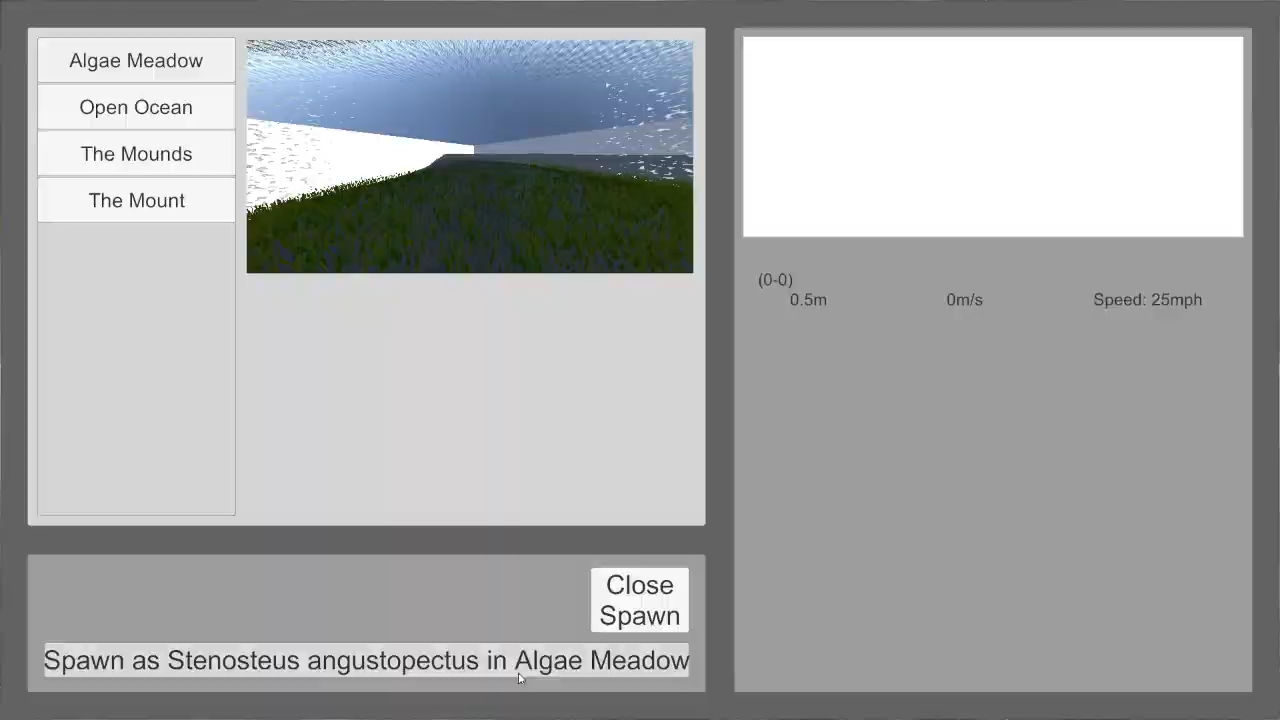 Algae Meadow
Open Ocean
The Mounds
The Mount
(0-0)
0.5m 0m/s Speed: 25mph
Close
Spawn
Spawn as Stenosteus angustopectus in Algae Meadow